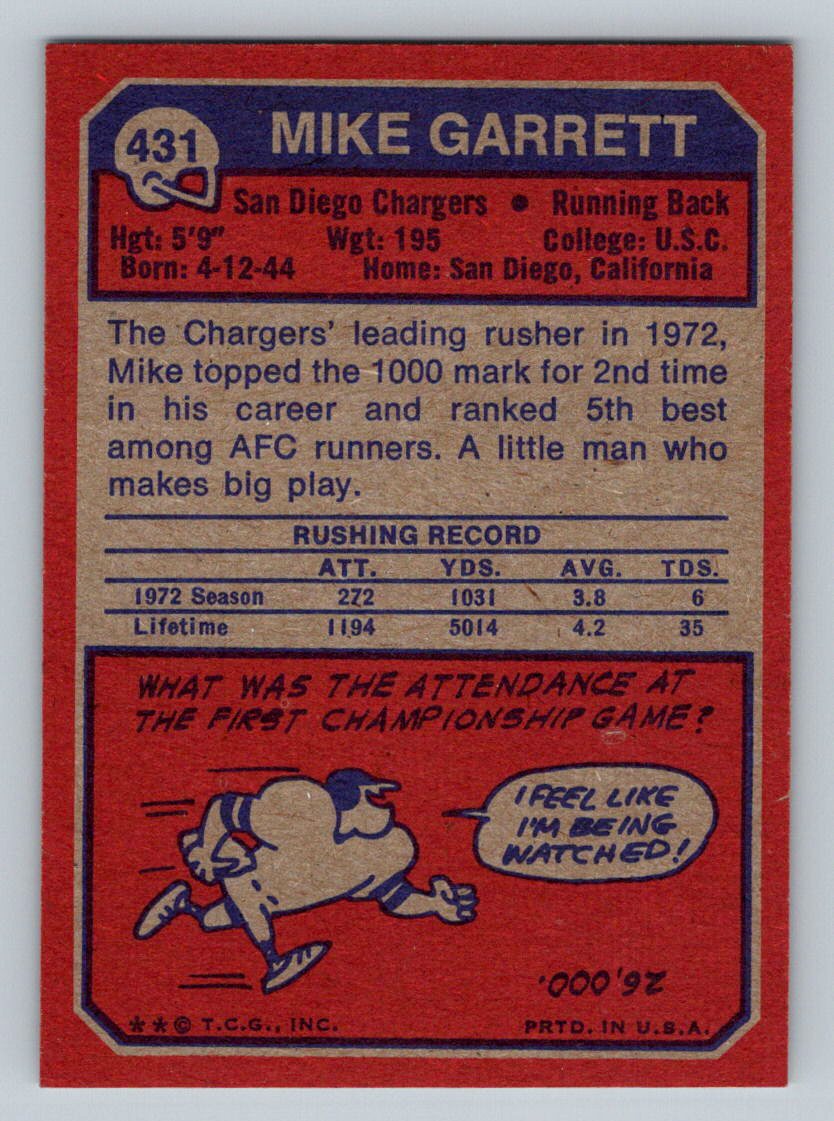 431
MIKE GARRETT
San Diego Chargers • Running Back
Hgt: 5'9" Wgt: 195 College: U.S.C.
Born: 4-12-44 Home: San Diego, California
The Chargers' leading rusher in 1972,
Mike topped the 1000 mark for 2nd time
in his career and ranked 5th best
among AFC runners. A little man who
makes big play.
RUSHING RECORD
ATT. YDS. AVG. TDS.
1972 Season 272 1031 3.8 6
Lifetime 1194 5014 4.2 35
WHAT WAS THE ATTENDANCE AT
THE FIRST CHAMPIONSHIP GAME?
I FEEL LIKE
I'M BEING
WATCHED!
26,000.
**© T.C.G., INC. PRTD. IN U.S.A.